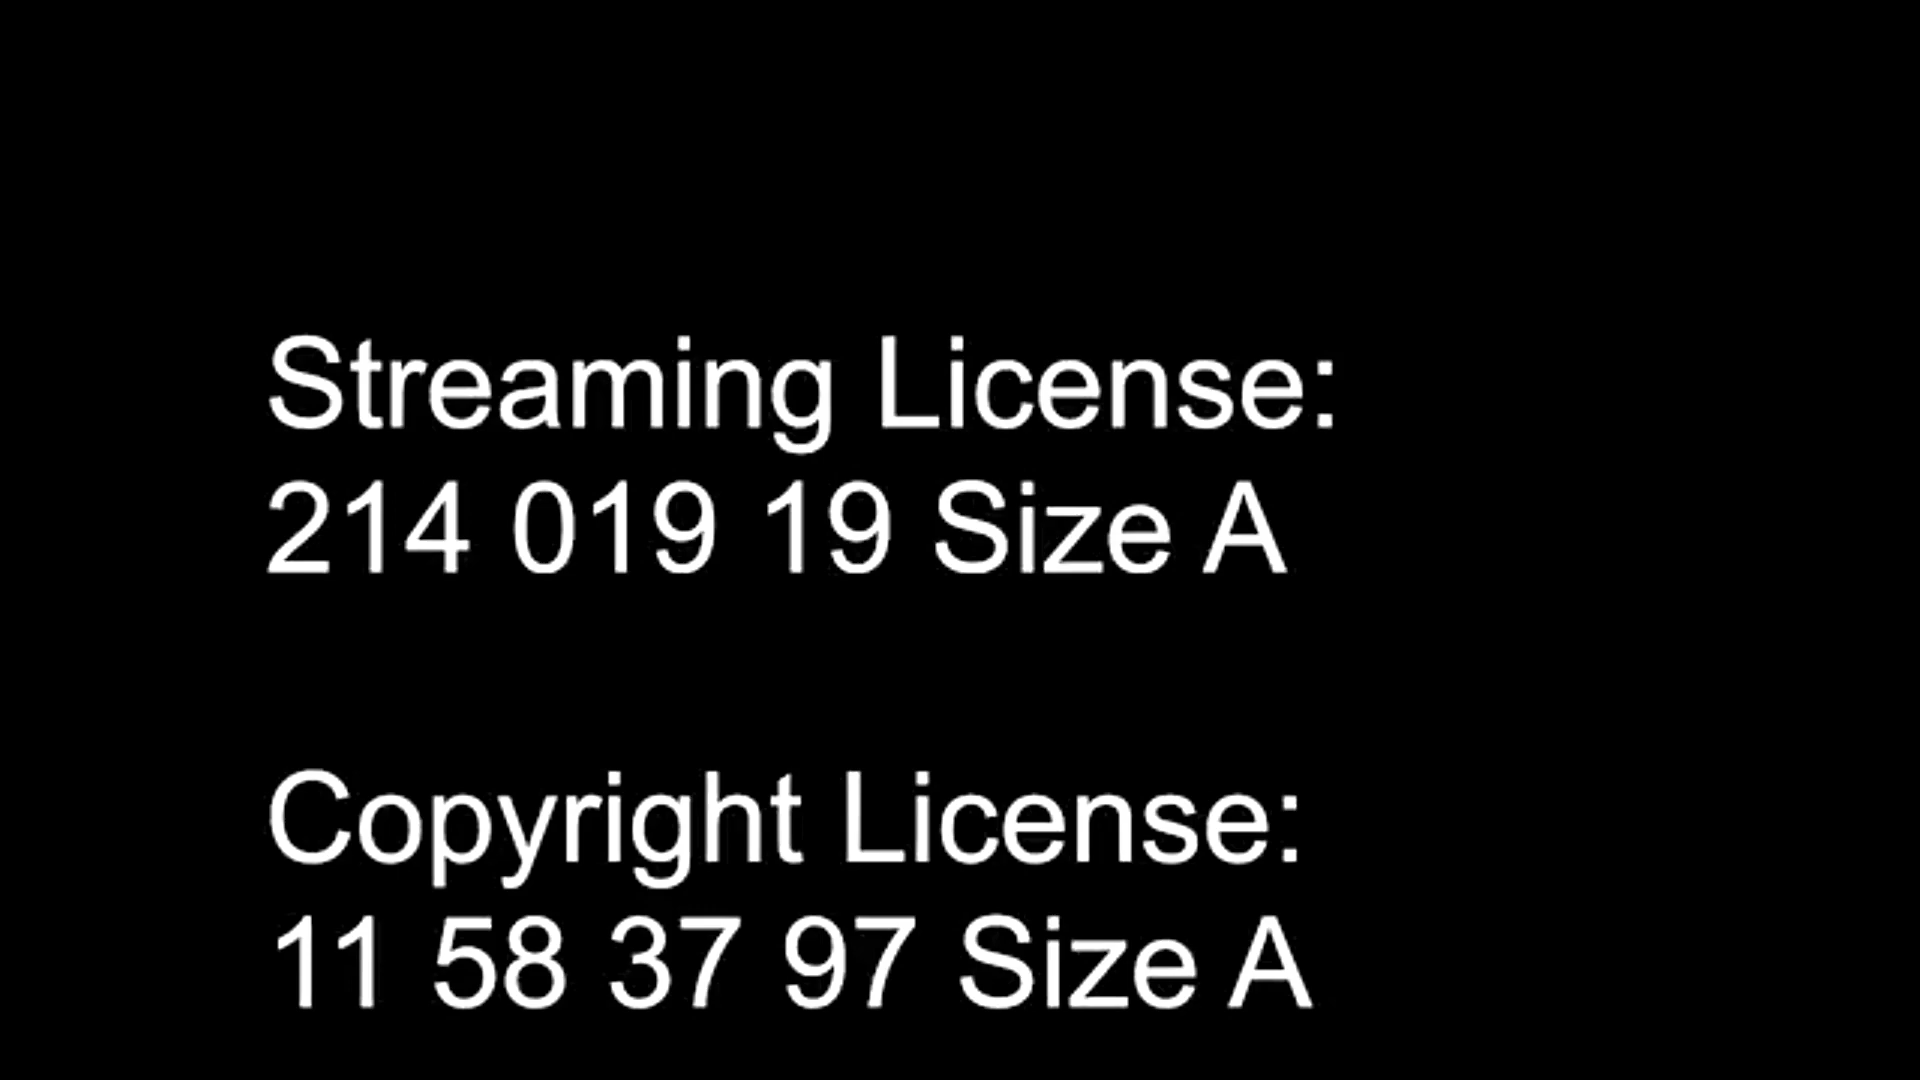 Streaming License:
214 019 19 Size A
Copyright License:
11 58 37 97 Size A